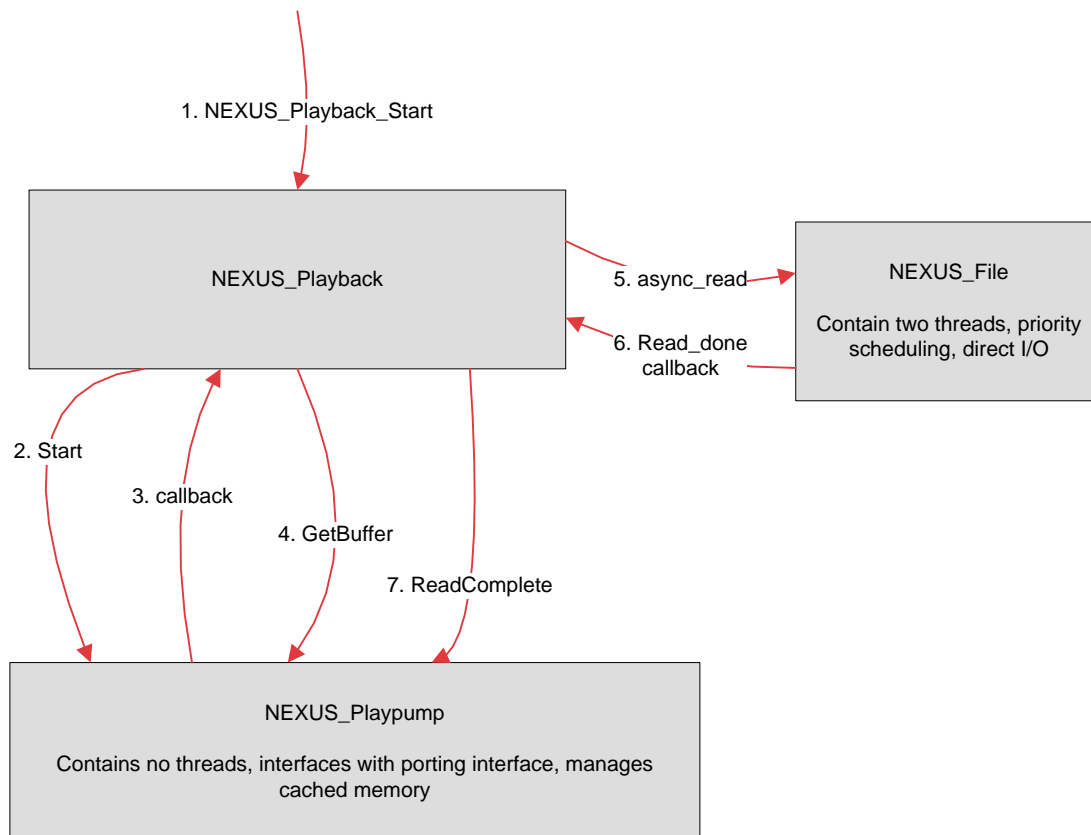 1. NEXUS_Playback_Start
NEXUS_Playback
NEXUS_File
Contain two threads, priority
scheduling, direct I/O
5. async_read
6. Read_done
callback
2. Start
3. callback
4. GetBuffer
7. ReadComplete
NEXUS_Playpump
Contains no threads, interfaces with porting interface, manages
cached memory